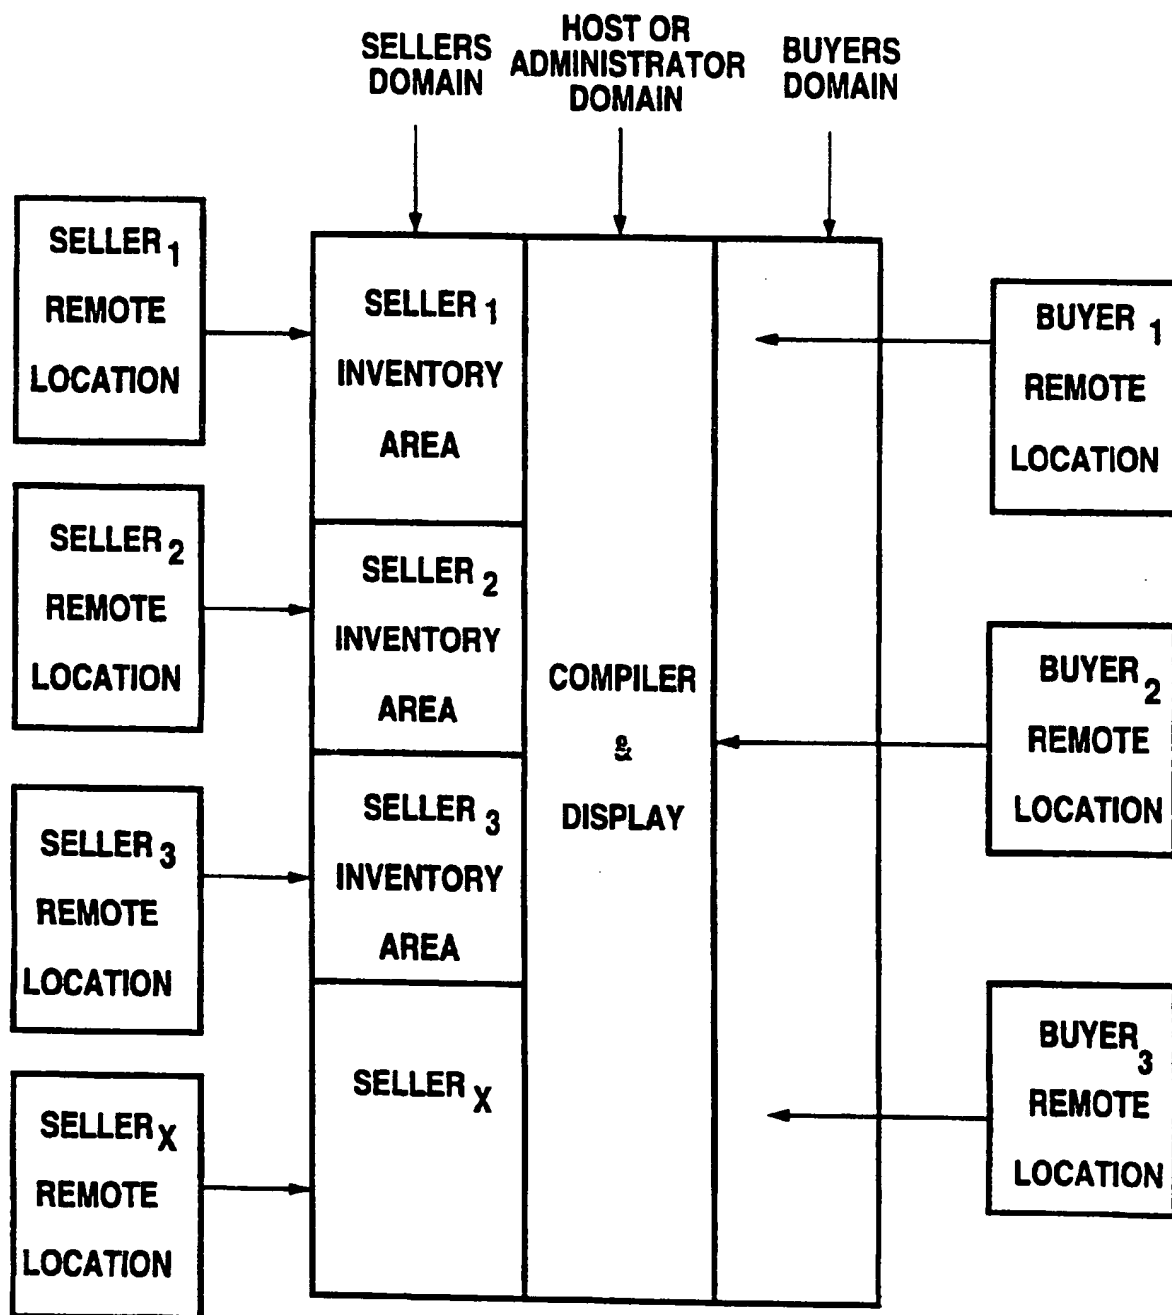 SELLERS
DOMAIN
HOST OR
ADMINISTRATOR
DOMAIN
BUYERS
DOMAIN
SELLER 1
REMOTE
LOCATION
SELLER 2
REMOTE
LOCATION
SELLER 3
REMOTE
LOCATION
SELLER X
REMOTE
LOCATION
SELLER 1
INVENTORY
AREA
SELLER 2
INVENTORY
AREA
SELLER 3
INVENTORY
AREA
SELLER X
COMPILER
&
DISPLAY
BUYER 1
REMOTE
LOCATION
BUYER 2
REMOTE
LOCATION
BUYER 3
REMOTE
LOCATION